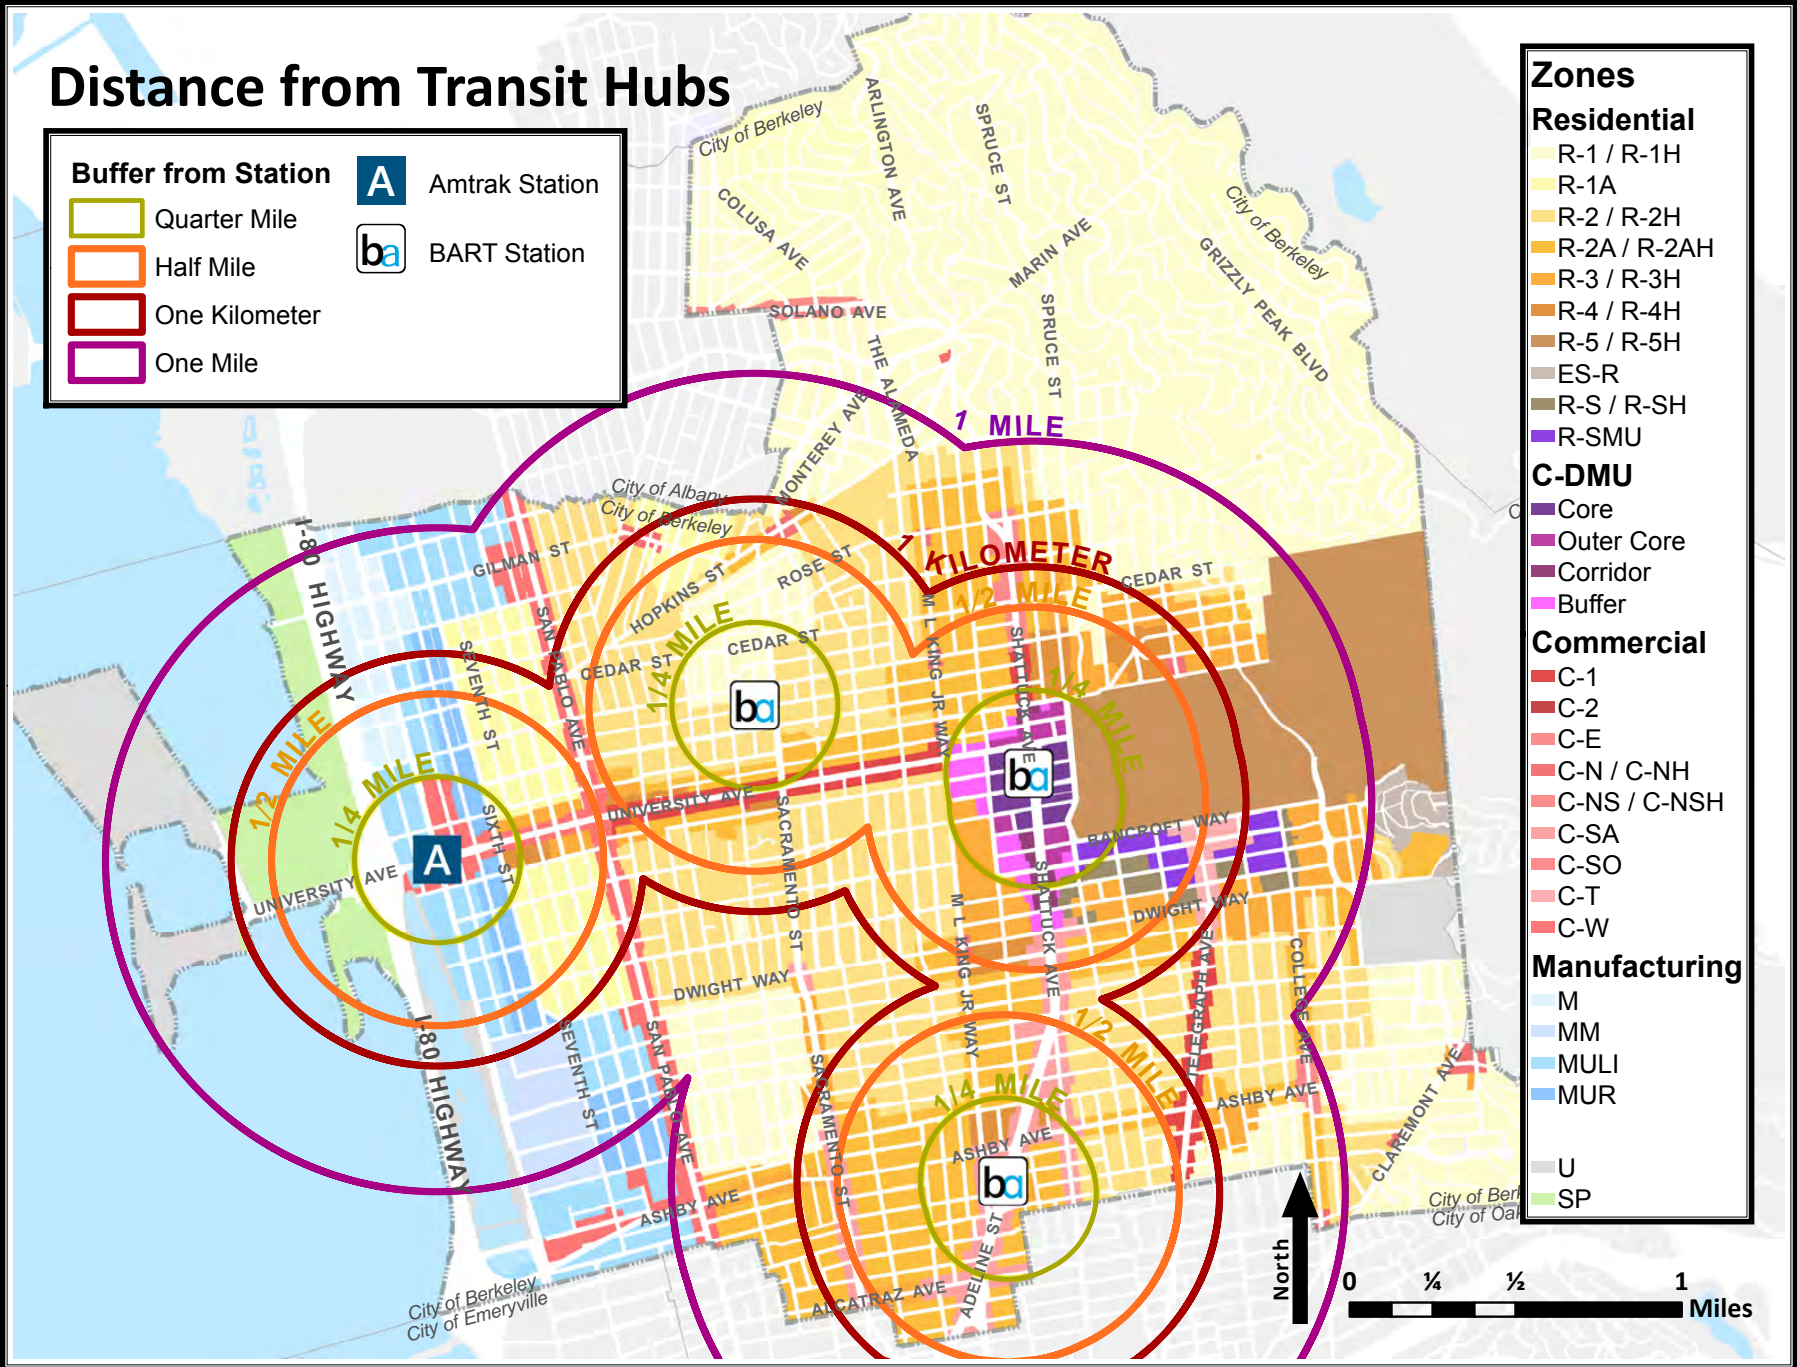 Distance from Transit Hubs
Buffer from Station
Quarter Mile
Half Mile
One Kilometer
One Mile
A
Amtrak Station
ba
BART Station
Zones
Residential
R-1 / R-1H
R-1A
R-2 / R-2H
R-2A / R-2AH
R-3 / R-3H
R-4 / R-4H
R-5 / R-5H
ES-R
R-S / R-SH
R-SMU
C-DMU
Core
Outer Core
Corridor
Buffer
Commercial
C-1
C-2
C-E
C-N / C-NH
C-NS / C-NSH
C-SA
C-SO
C-T
C-W
Manufacturing
M
MM
MULI
MUR
U
SP
City of Berkeley
ARLINGTON AVE
SPRUCE ST
COLUSA AVE
MARIN AVE
City of Berkeley
GRIZZLY PEAK BLVD
SOLANO AVE
SPRUCE ST
THE ALAMEDA
MONTEREY AVE
1 MILE
City of Albany
City of Berkeley
I-80 HIGHWAY
GILMAN ST
HOPKINS ST
ROSE ST
1 KILOMETER
CEDAR ST
1/2 MILE
M L KING JR WAY
SHATTUCK AVE
SAN PABLO AVE
SEVENTH ST
CEDAR ST
CEDAR ST
1/4 MILE
ba
1/4 MILE
ba
1/2 MILE
1/4 MILE
UNIVERSITY AVE
SACRAMENTO ST
BANCROFT WAY
A
SIXTH ST
UNIVERSITY AVE
SHATTUCK AVE
DWIGHT WAY
M L KING JR WAY
TELEGRAPH AVE
COLLEGE AVE
DWIGHT WAY
I-80 HIGHWAY
SEVENTH ST
SAN PABLO AVE
SACRAMENTO ST
1/2 MILE
1/4 MILE
ASHBY AVE
ASHBY AVE
CLAREMONT AVE
ba
ASHBY AVE
ADELINE ST
ALCATRAZ AVE
City of Berkeley
City of Emeryville
City of Berk
City of Oak
North
0 ¼ ½ 1
Miles